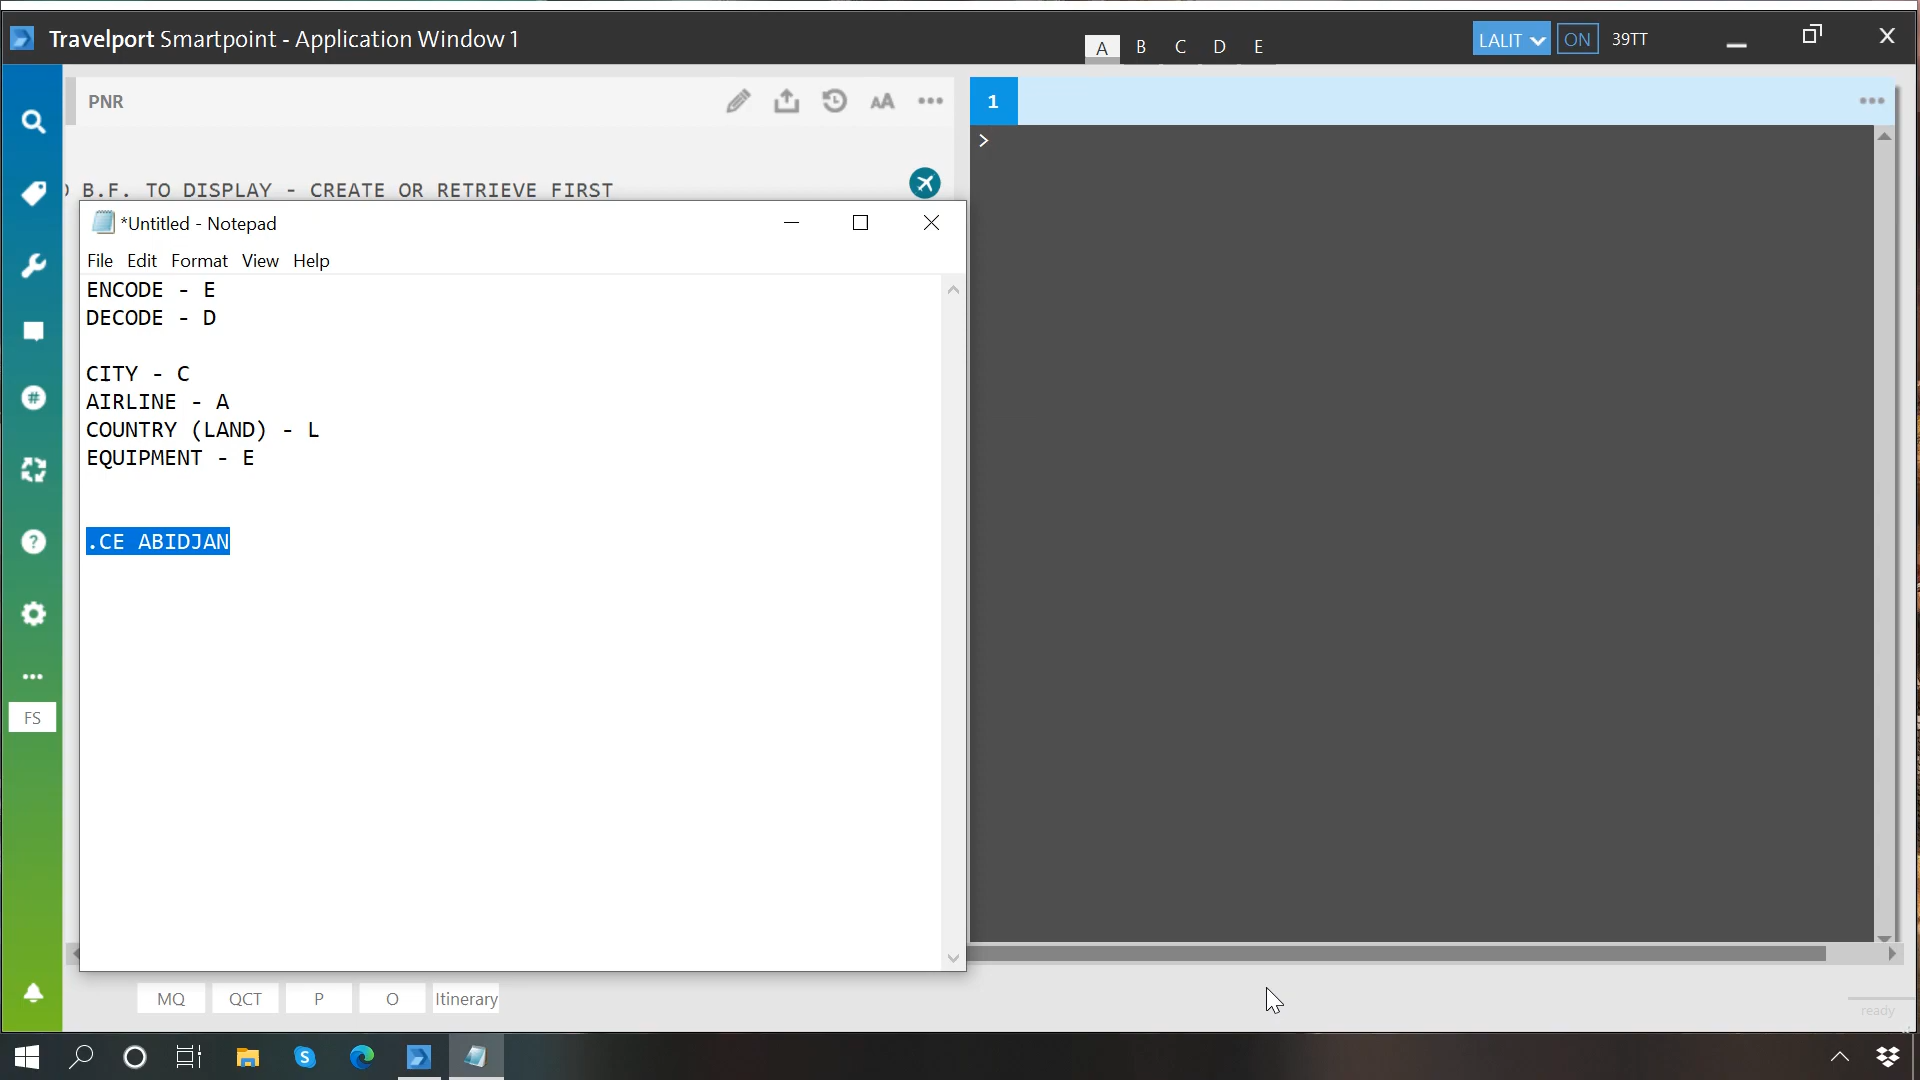 Travelport Smartpoint - Application Window 1
A B C D E
LALIT ON 39TT
PNR
AA
1
>
) B.F. TO DISPLAY - CREATE OR RETRIEVE FIRST
*Untitled - Notepad
File Edit Format View Help
ENCODE - E
DECODE - D
CITY - C
AIRLINE - A
COUNTRY (LAND) - L
EQUIPMENT - E
.CE ABIDJAN
#
?
FS
MQ QCT P O Itinerary
ready